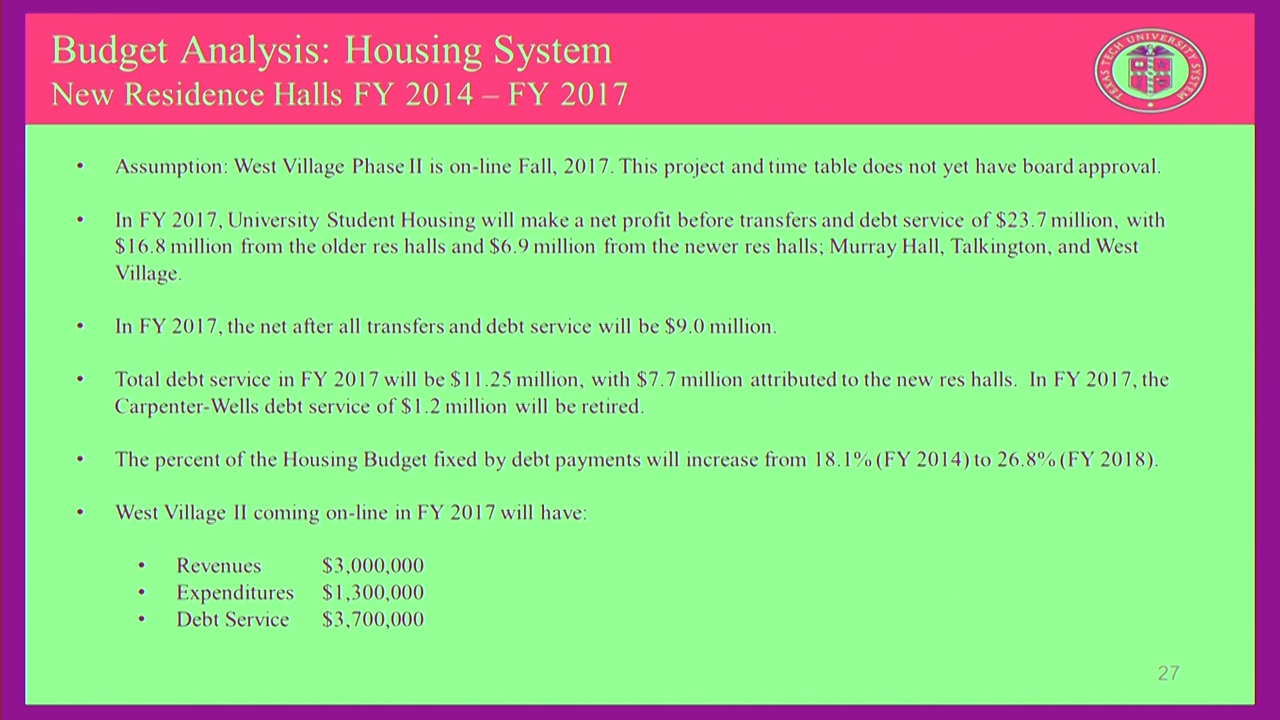 Budget Analysis: Housing System
New Residence Halls FY 2014 – FY 2017
TEXAS TECH UNIVERSITY SYSTEM
• Assumption: West Village Phase II is on-line Fall, 2017. This project and time table does not yet have board approval.
• In FY 2017, University Student Housing will make a net profit before transfers and debt service of $23.7 million, with
$16.8 million from the older res halls and $6.9 million from the newer res halls; Murray Hall, Talkington, and West
Village.
• In FY 2017, the net after all transfers and debt service will be $9.0 million.
• Total debt service in FY 2017 will be $11.25 million, with $7.7 million attributed to the new res halls. In FY 2017, the
Carpenter-Wells debt service of $1.2 million will be retired.
• The percent of the Housing Budget fixed by debt payments will increase from 18.1% (FY 2014) to 26.8% (FY 2018).
• West Village II coming on-line in FY 2017 will have:
• Revenues $3,000,000
• Expenditures $1,300,000
• Debt Service $3,700,000
27